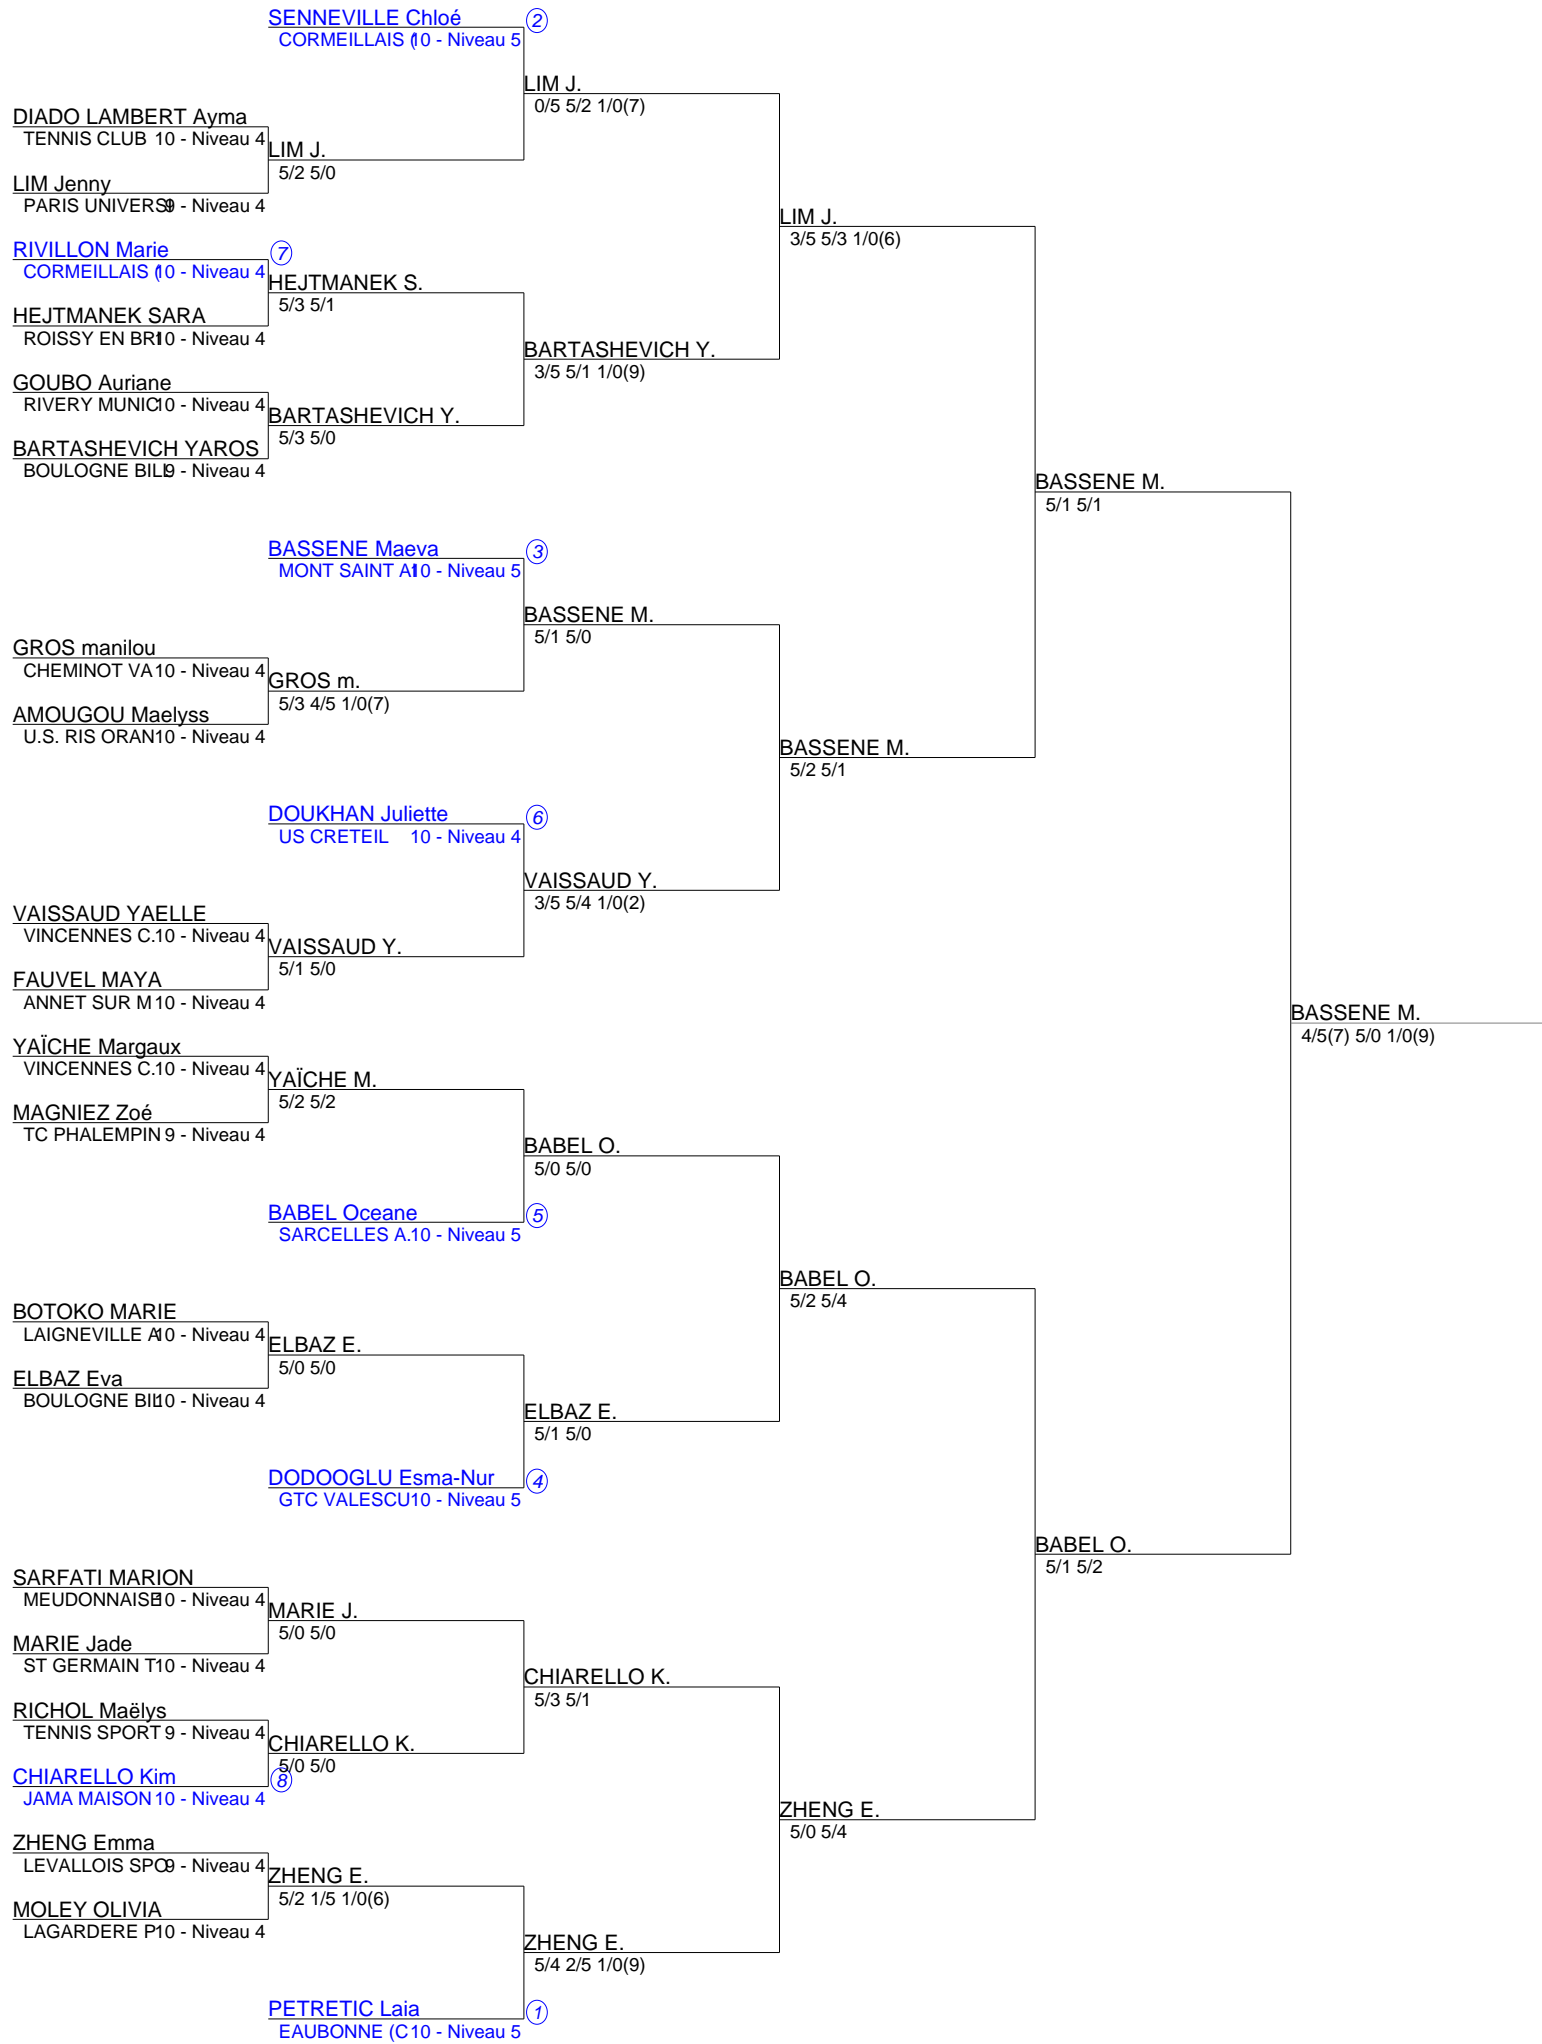 SENNEVILLE Chloé 2
CORMEILLAIS (10 - Niveau 5
LIM J.
0/5 5/2 1/0(7)
DIADO LAMBERT Ayma
TENNIS CLUB 10 - Niveau 4
LIM J.
5/2 5/0
LIM Jenny
PARIS UNIVERS 9 - Niveau 4
LIM J.
3/5 5/3 1/0(6)
RIVILLON Marie 7
CORMEILLAIS (10 - Niveau 4
HEJTMANEK S.
5/3 5/1
HEJTMANEK SARA
ROISSY EN BRI10 - Niveau 4
BARTASHEVICH Y.
3/5 5/1 1/0(9)
GOUBO Auriane
RIVERY MUNIC10 - Niveau 4
BARTASHEVICH Y.
5/3 5/0
BARTASHEVICH YAROS
BOULOGNE BILL9 - Niveau 4
BASSENE M.
5/1 5/1
BASSENE Maeva 3
MONT SAINT A10 - Niveau 5
BASSENE M.
5/1 5/0
GROS manilou
CHEMINOT VA10 - Niveau 4
GROS m.
5/3 4/5 1/0(7)
AMOUGOU Maelyss
U.S. RIS ORAN10 - Niveau 4
BASSENE M.
5/2 5/1
DOUKHAN Juliette 6
US CRETEIL 10 - Niveau 4
VAISSAUD Y.
3/5 5/4 1/0(2)
VAISSAUD YAELLE
VINCENNES C.10 - Niveau 4
VAISSAUD Y.
5/1 5/0
FAUVEL MAYA
ANNET SUR M10 - Niveau 4
BASSENE M.
4/5(7) 5/0 1/0(9)
YAÏCHE Margaux
VINCENNES C.10 - Niveau 4
YAÏCHE M.
5/2 5/2
MAGNIEZ Zoé
TC PHALEMPIN 9 - Niveau 4
BABEL O.
5/0 5/0
BABEL Oceane 5
SARCELLES A.10 - Niveau 5
BABEL O.
5/2 5/4
BOTOKO MARIE
LAIGNEVILLE A10 - Niveau 4
ELBAZ E.
5/0 5/0
ELBAZ Eva
BOULOGNE BIL10 - Niveau 4
ELBAZ E.
5/1 5/0
DODOOGLU Esma-Nur 4
GTC VALESCU10 - Niveau 5
BABEL O.
5/1 5/2
SARFATI MARION
MEUDONNAISE10 - Niveau 4
MARIE J.
5/0 5/0
MARIE Jade
ST GERMAIN T10 - Niveau 4
CHIARELLO K.
5/3 5/1
RICHOL Maëlys
TENNIS SPORT 9 - Niveau 4
CHIARELLO K.
5/0 5/0
CHIARELLO Kim 8
JAMA MAISON 10 - Niveau 4
ZHENG E.
5/0 5/4
ZHENG Emma
LEVALLOIS SPO9 - Niveau 4
ZHENG E.
5/2 1/5 1/0(6)
MOLEY OLIVIA
LAGARDERE P10 - Niveau 4
ZHENG E.
5/4 2/5 1/0(9)
PETRETIC Laia 1
EAUBONNE (C10 - Niveau 5